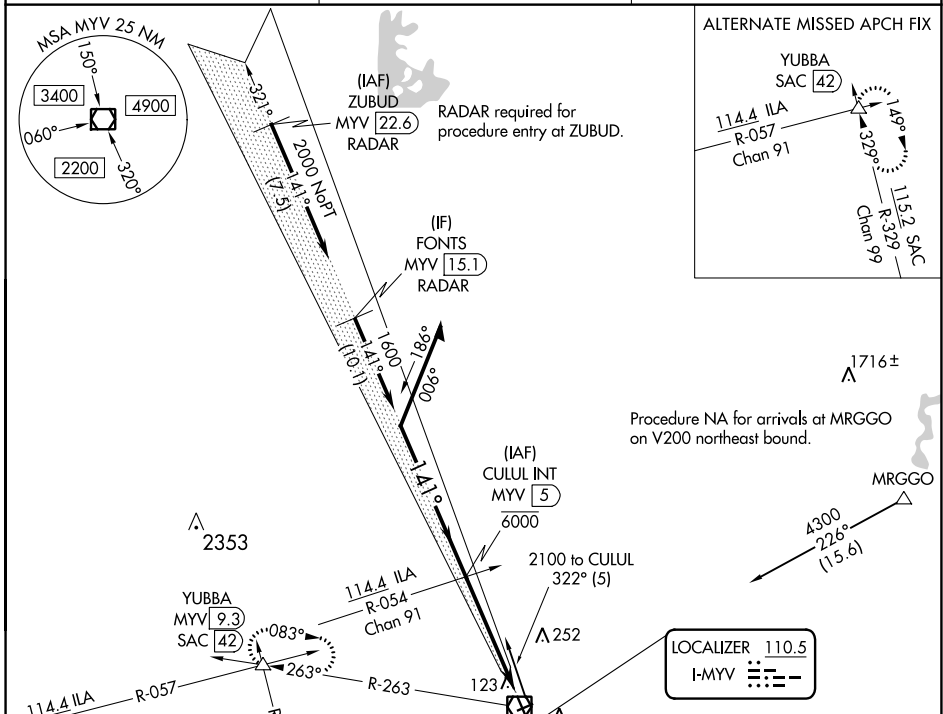 MSA MYV 25 NM
150°
3400
4900
060°
2200
320°
321°
(IAF)
ZUBUD
MYV 22.6
RADAR
RADAR required for
procedure entry at ZUBUD.
2000 NoPT
141°
(7.5)
(IF)
FONTS
MYV 15.1
RADAR
1600
141°
(10.1)
186°
006°
ALTERNATE MISSED APCH FIX
YUBBA
SAC 42
114.4 ILA
R-057
Chan 91
149°
329°
115.2 SAC
R-329
Chan 99
1716±
Procedure NA for arrivals at MRGGO
on V200 northeast bound.
MRGGO
4300
226°
(15.6)
(IAF)
CULUL INT
MYV 5
6000
141°
2353
2100 to CULUL
322° (5)
114.4 ILA
R-054
Chan 91
252
YUBBA
MYV 9.3
SAC 42
083°
263°
R-263
123
114.4 ILA
R-057
R
LOCALIZER 110.5
I-MYV